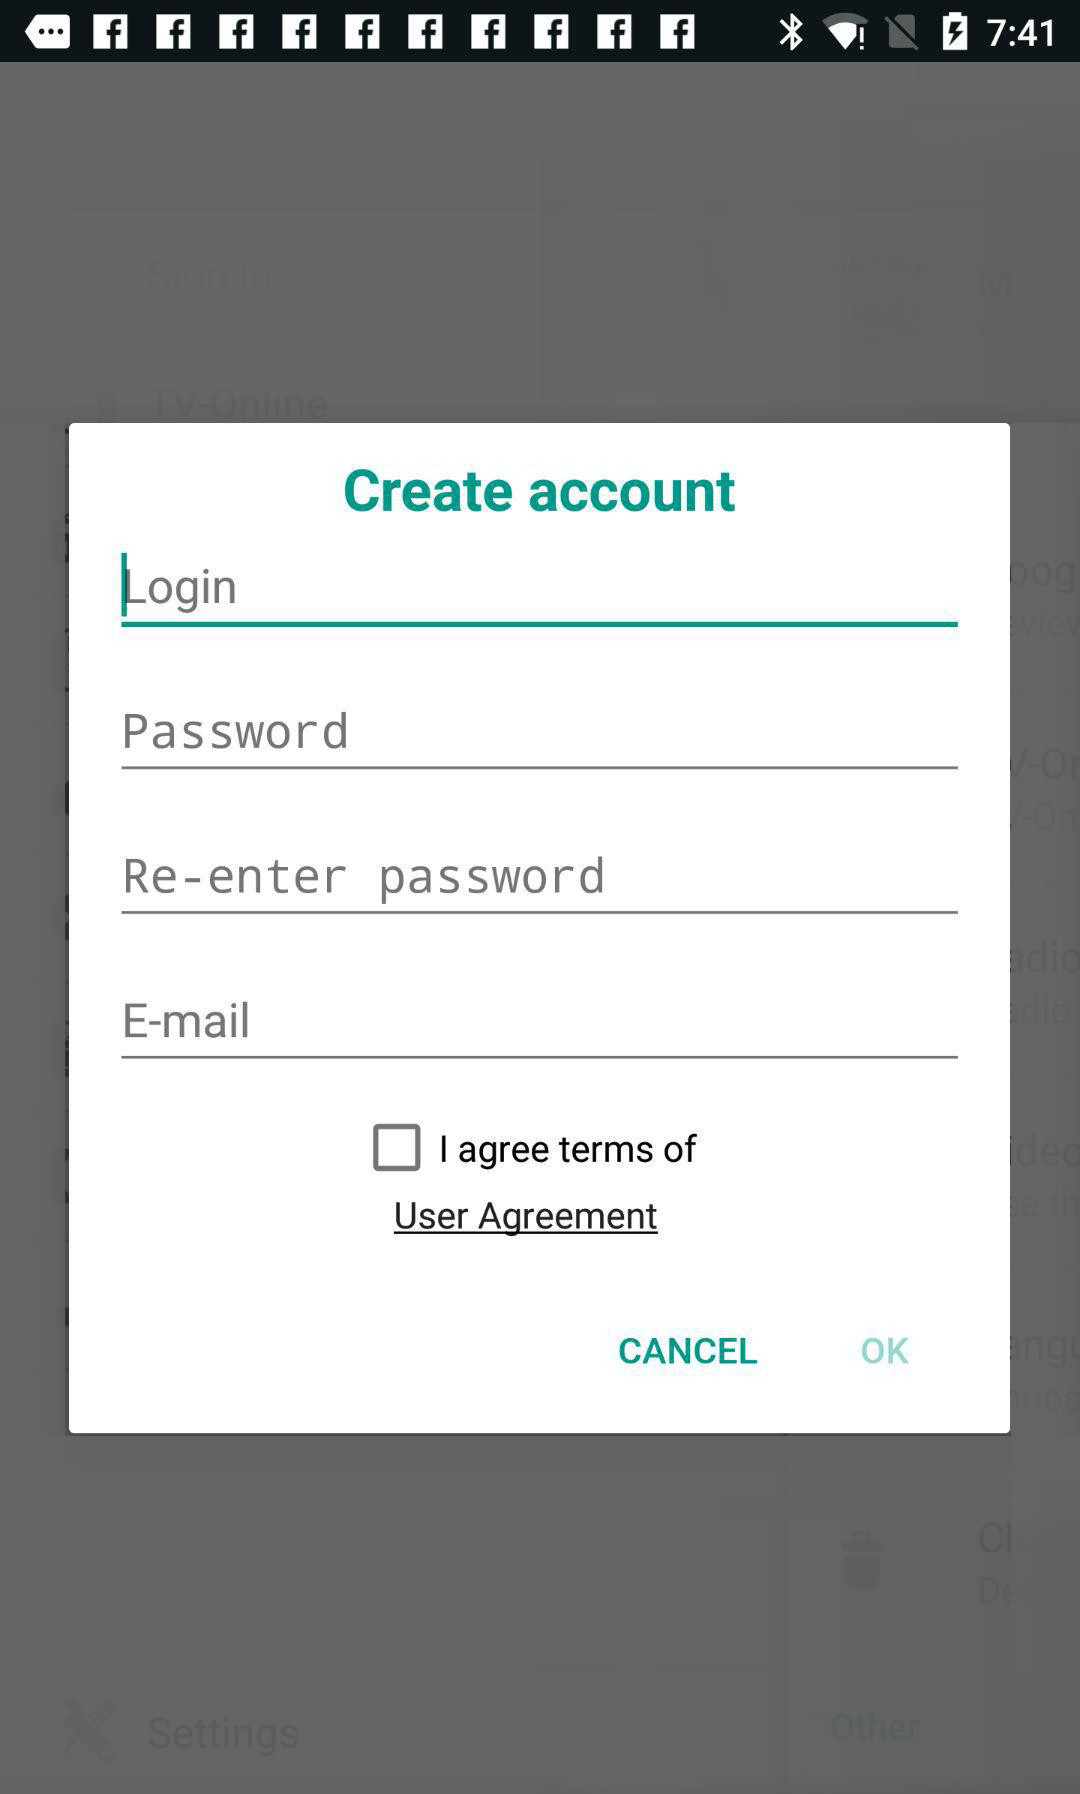 7:41
Sign in
TV-Online
Create account
Login
Password
Re-enter password
E-mail
I agree terms of
User Agreement
CANCEL
OK
Settings
Other